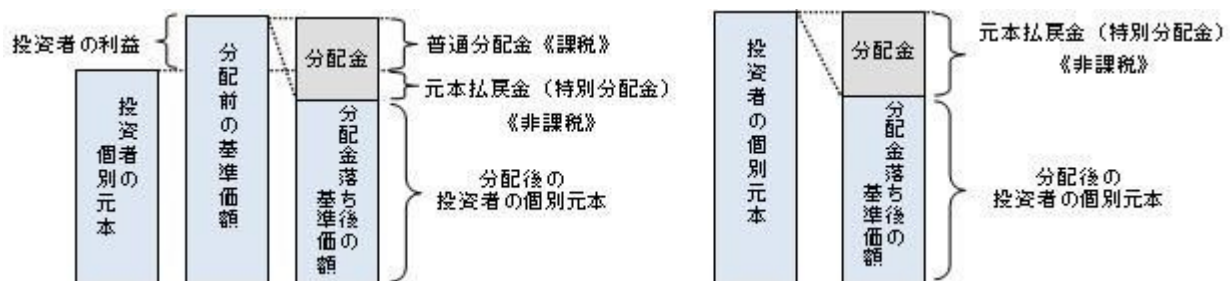 投資者の利益
投資者の
個別元本
分配前の基準価額
分配金
分配金落ち後の
基準価額
普通分配金《課税》
元本払戻金（特別分配金）
《非課税》
分配後の
投資者の個別元本
投資者の個別元本
分配金
分配金落ち後の
基準価額
元本払戻金（特別分配金）
《非課税》
分配後の
投資者の個別元本